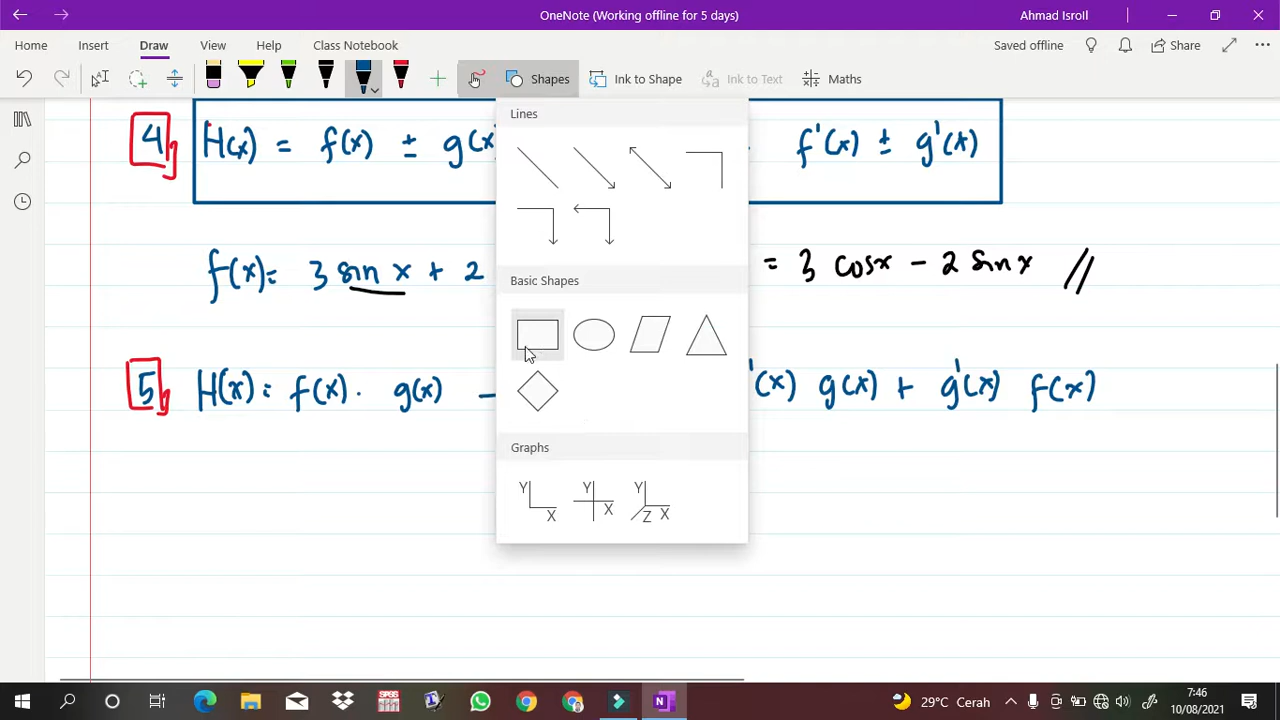 OneNote (Working offline for 5 days)
Ahmad Isroil
Home Insert Draw View Help Class Notebook
Saved offline Share
Shapes Ink to Shape Ink to Text Maths
Lines
Basic Shapes
Graphs
Y X Y X Y Z X
4 H(x) = f(x) ± g(x f'(x) ± g'(x)
f(x) = 3 sin x + 2 = 3 cos x - 2 sin x //
5 H(x) = f(x) . g(x) - '(x) g(x) + g'(x) f(x)
SPSS
29°C Cerah
7:46
10/08/2021